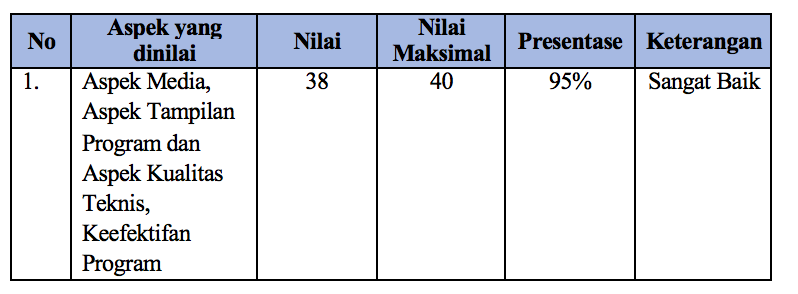 No Aspek yang dinilai Nilai Nilai Maksimal Presentase Keterangan
1. Aspek Media, 38 40 95% Sangat Baik
Aspek Tampilan
Program dan
Aspek Kualitas
Teknis,
Keefektifan
Program